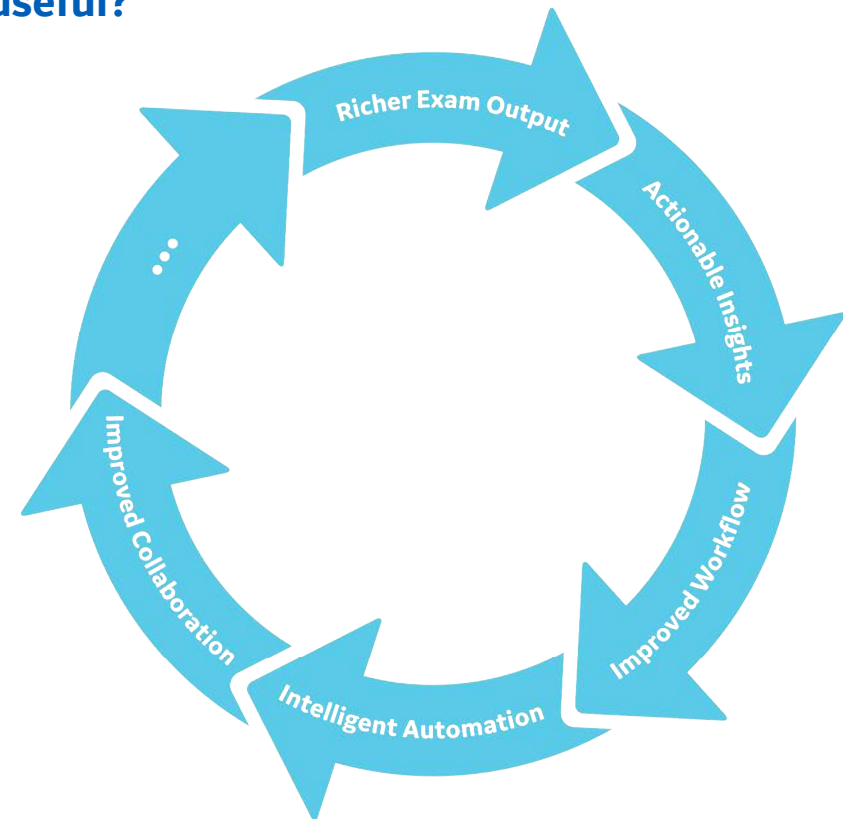 useful?
Richer Exam Output
Actionable Insights
Improved Workflow
Intelligent Automation
Improved Collaboration
...